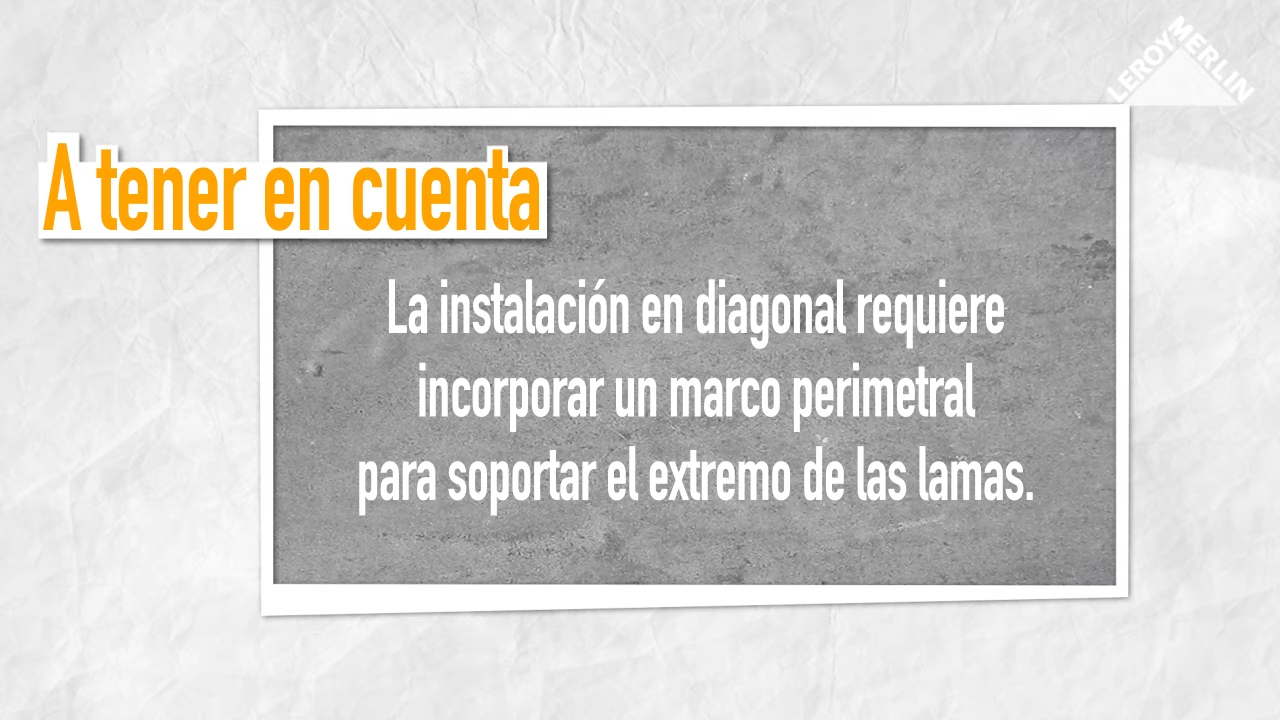 LEROY MERLIN
A tener en cuenta
La instalación en diagonal requiere
incorporar un marco perimetral
para soportar el extremo de las lamas.